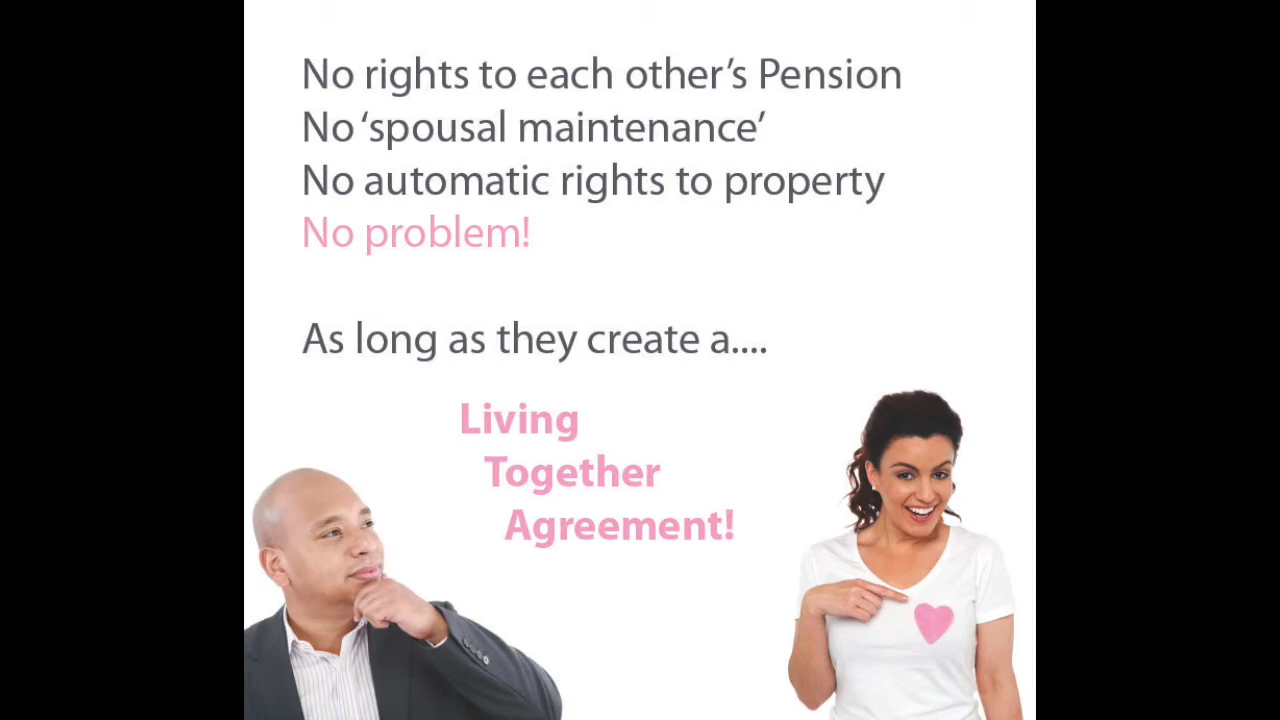 No rights to each other’s Pension
No ‘spousal maintenance’
No automatic rights to property
No problem!
As long as they create a....
Living
Together
Agreement!